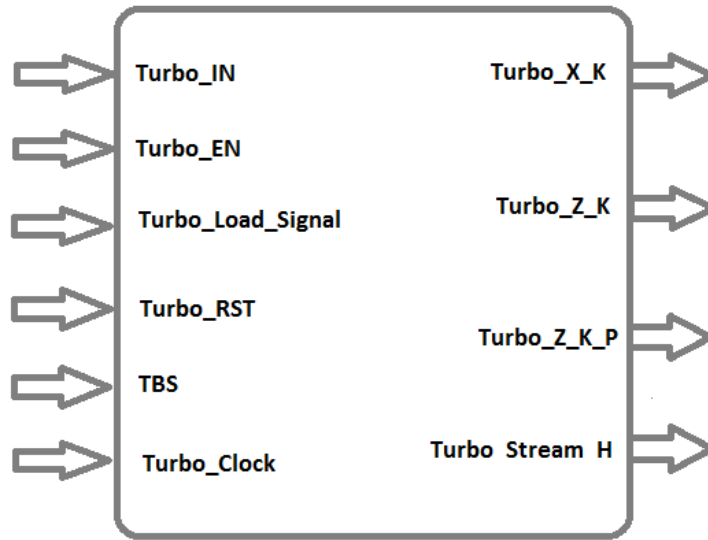 Turbo_IN
Turbo_X_K
Turbo_EN
Turbo_Load_Signal
Turbo_Z_K
Turbo_RST
Turbo_Z_K_P
TBS
Turbo_Clock
Turbo Stream H